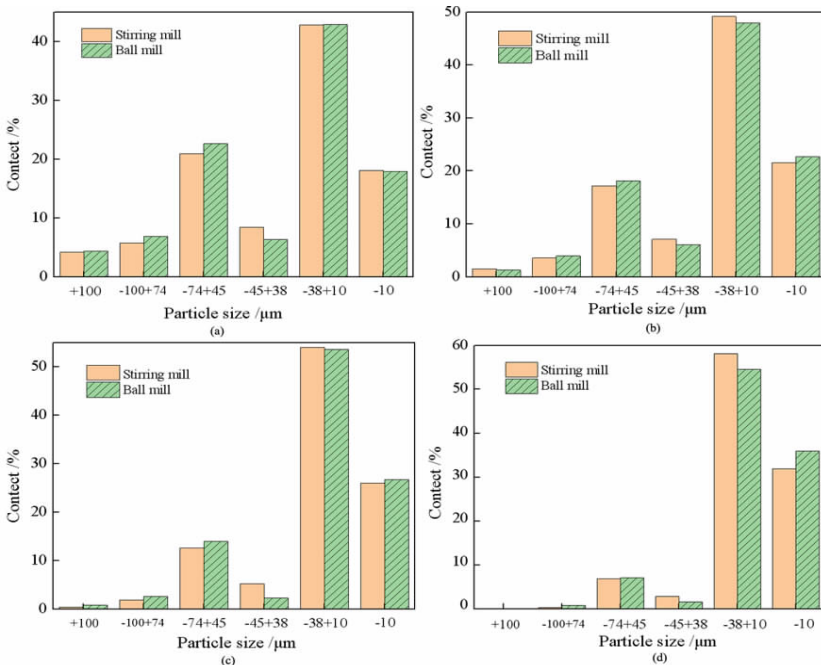 40
30
20
10
0
Contect /%
Stirring mill
Ball mill
+100 -100+74 -74+45 -45+38 -38+10 -10
Particle size /μm
(a)
50
40
30
20
10
0
Contect /%
Stirring mill
Ball mill
+100 -100+74 -74+45 -45+38 -38+10 -10
Particle size /μm
(b)
50
40
30
20
10
0
Contect /%
Stirring mill
Ball mill
+100 -100+74 -74+45 -45+38 -38+10 -10
Particle size /μm
(c)
60
50
40
30
20
10
0
Contect /%
Stirring mill
Ball mill
+100 -100+74 -74+45 -45+38 -38+10 -10
Particle size /μm
(d)